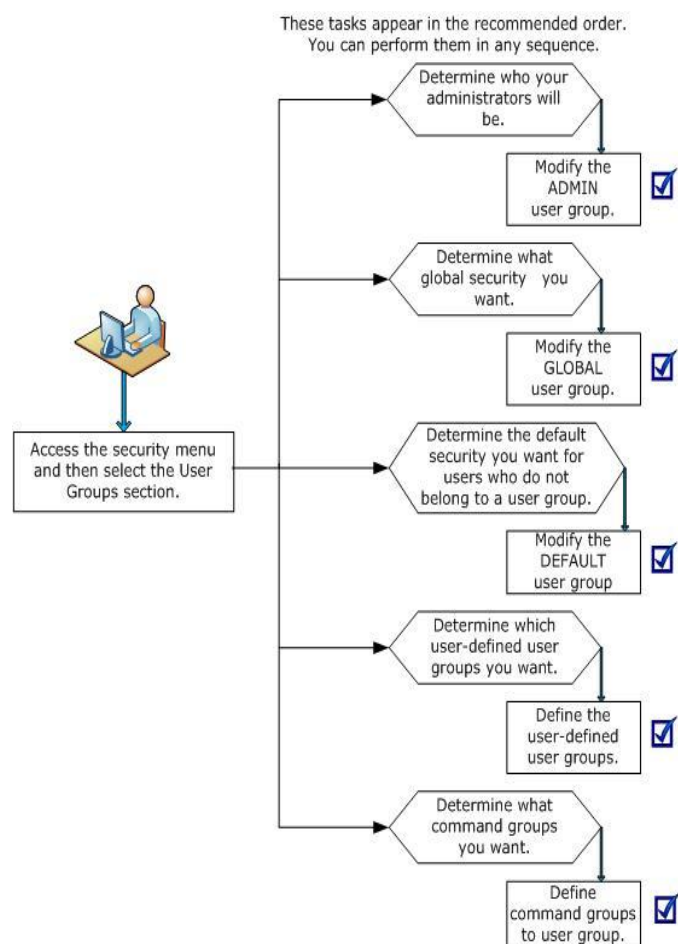 These tasks appear in the recommended order.
You can perform them in any sequence.
Determine who your
administrators will
be.
Modify the
ADMIN
user group.
Determine what
global security you
want.
Modify the
GLOBAL
user group.
Access the security menu
and then select the User
Groups section.
Determine the default
security you want for
users who do not
belong to a user group.
Modify the
DEFAULT
user group
Determine which
user-defined user
groups you want.
Define the
user-defined
user groups.
Determine what
command groups
you want.
Define
command groups
to user group.